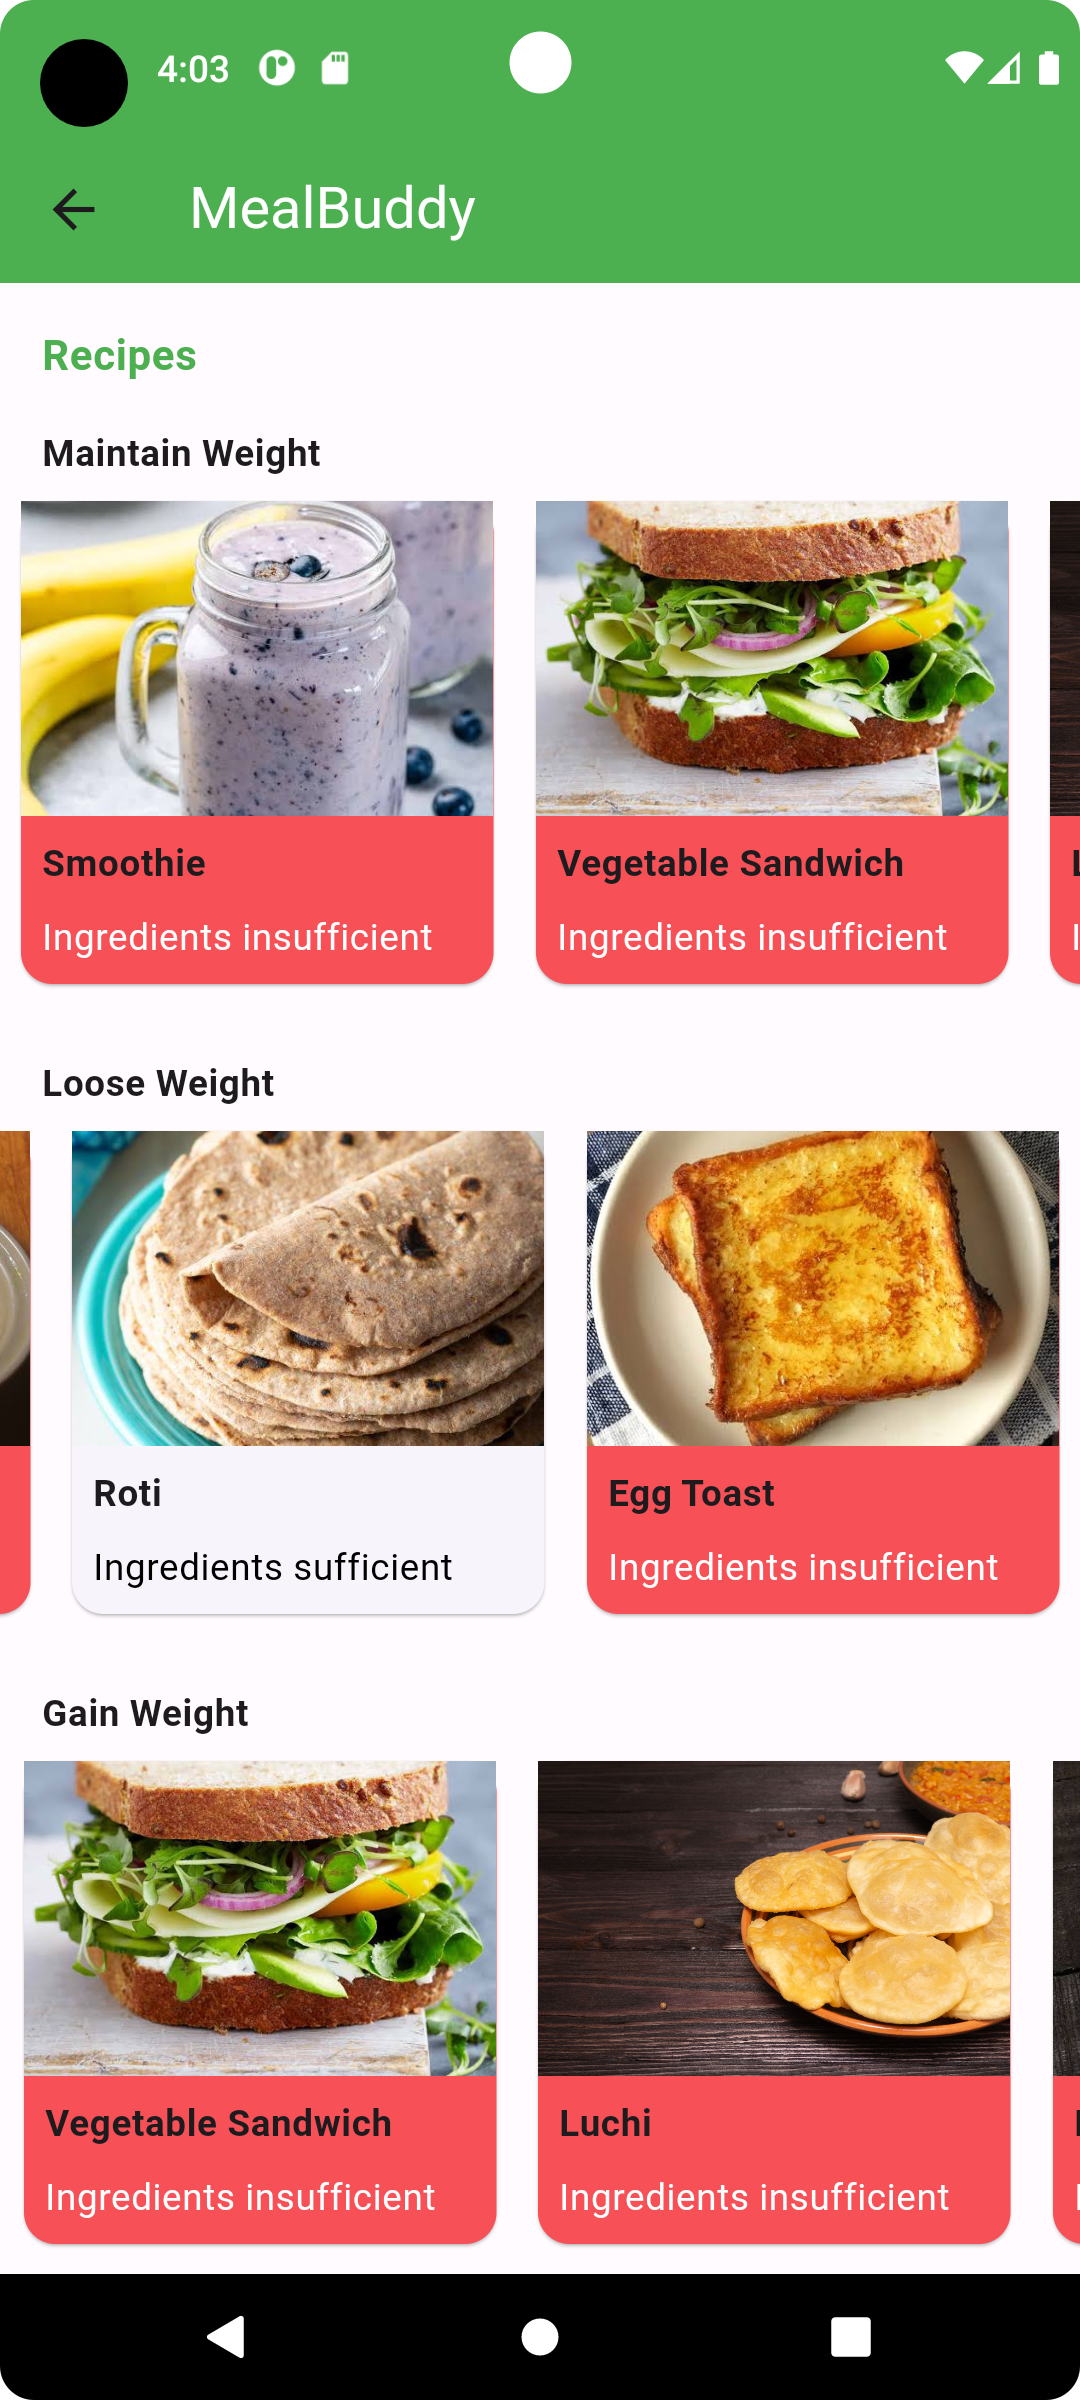 4:03
MealBuddy
Recipes
Maintain Weight
Smoothie
Vegetable Sandwich
Ingredients insufficient
Ingredients insufficient
Loose Weight
Roti
Egg Toast
Ingredients sufficient
Ingredients insufficient
Gain Weight
Vegetable Sandwich
Luchi
Ingredients insufficient
Ingredients insufficient